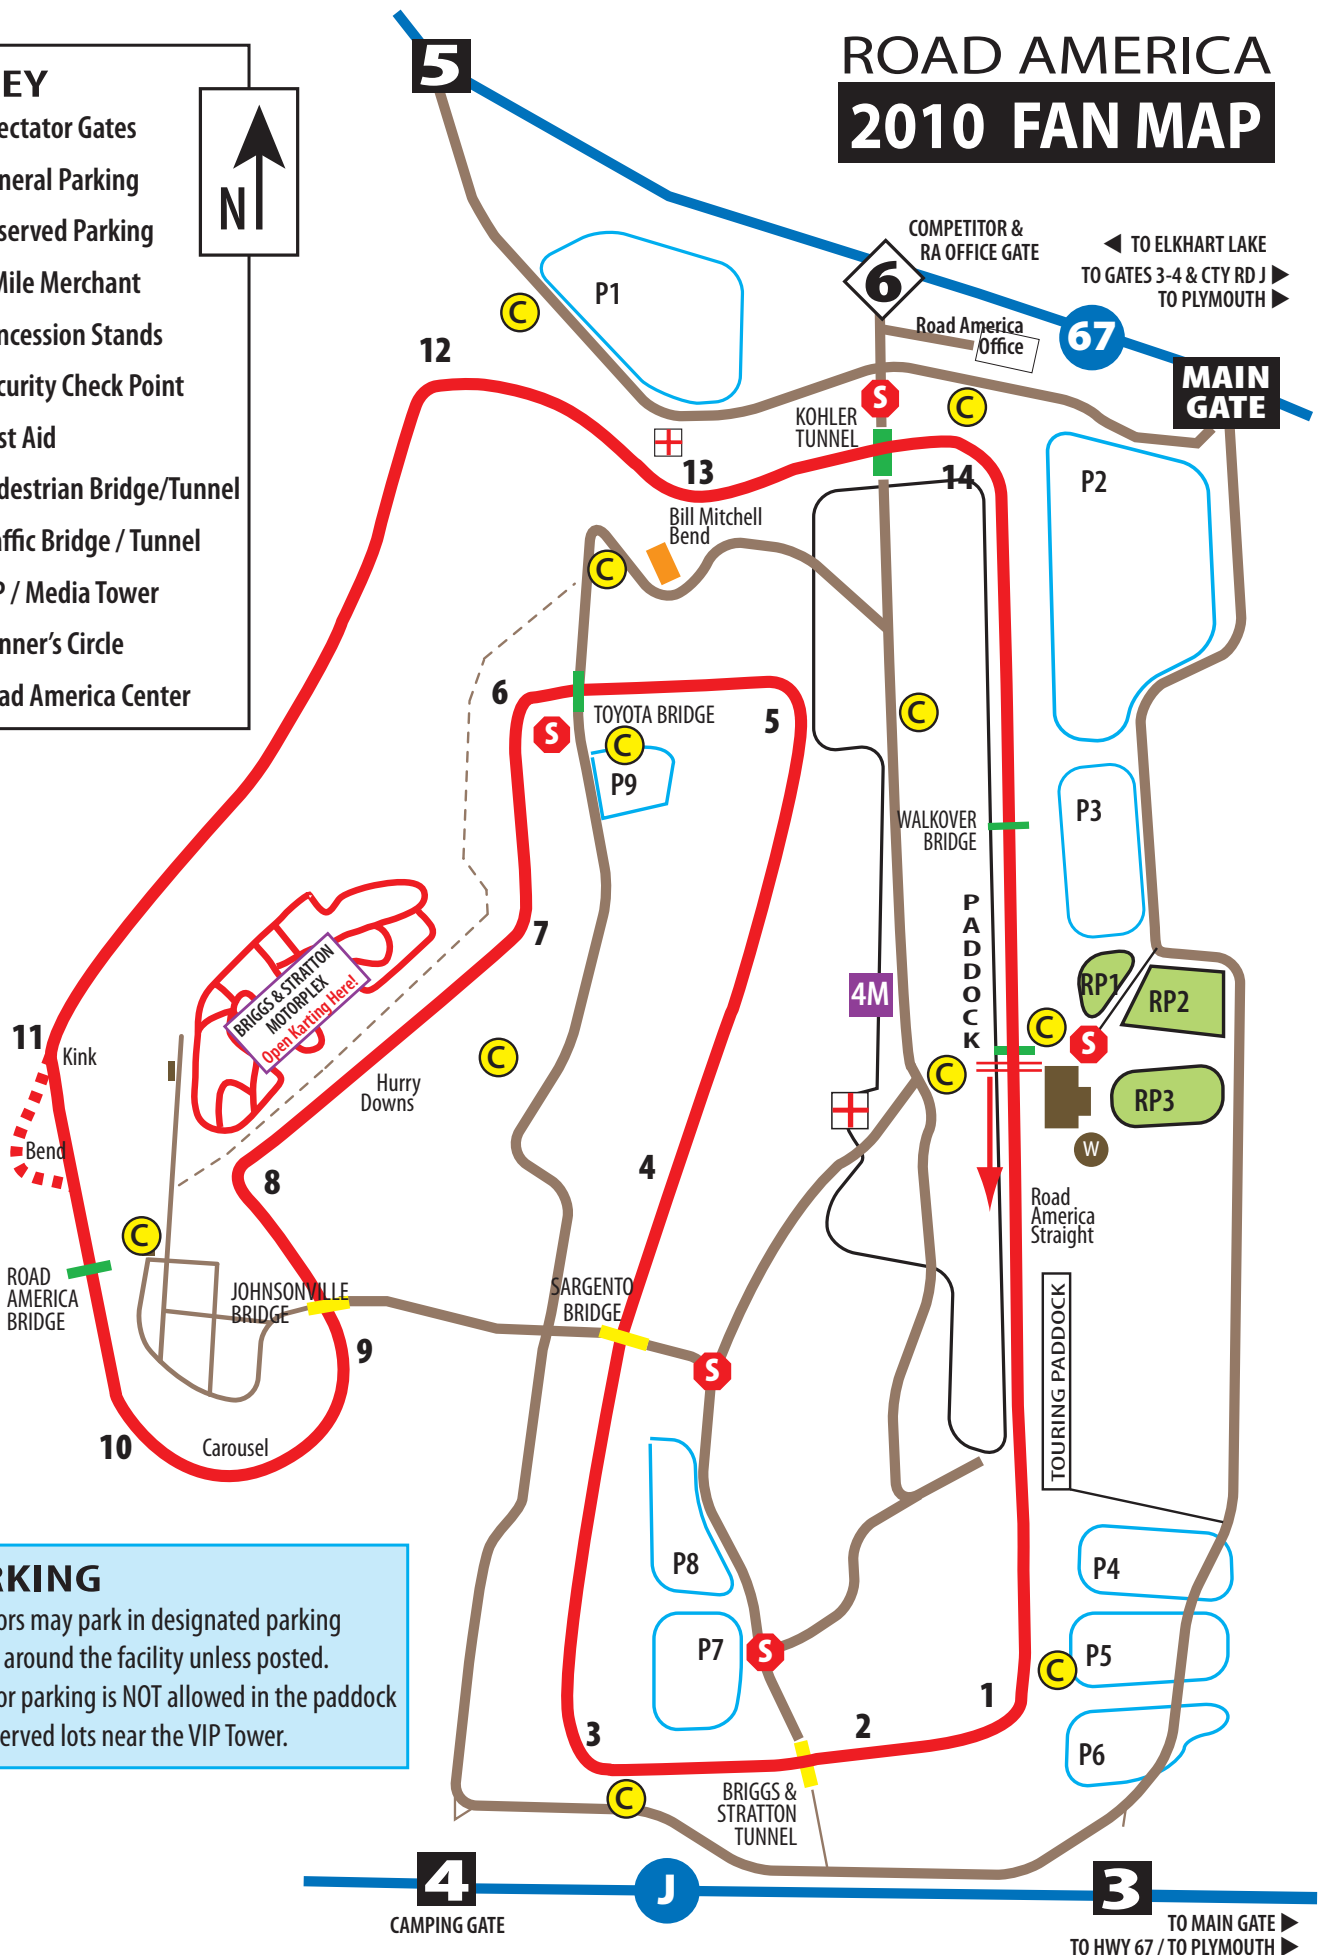 ROAD AMERICA
2010 FAN MAP
EY
ectator Gates
neral Parking
served Parking
Mile Merchant
ncession Stands
curity Check Point
st Aid
destrian Bridge/Tunnel
affic Bridge / Tunnel
P / Media Tower
nner's Circle
ad America Center
N
5
COMPETITOR &
RA OFFICE GATE
6
◀ TO ELKHART LAKE
TO GATES 3-4 & CTY RD J ▶
TO PLYMOUTH ▶
67
Road America
Office
MAIN
GATE
P1
C
12
S
C
KOHLER
TUNNEL
13
14
P2
Bill Mitchell
Bend
C
6
S
TOYOTA BRIDGE
C
5
C
P9
P3
WALKOVER
BRIDGE
7
PADDOCK
BRIGGS & STRATTON
MOTORPLEX
Open Karting Here!
4M
RP1
RP2
11
Kink
C
C
S
C
Hurry
Downs
RP3
Bend
8
4
W
Road
America
Straight
C
ROAD
AMERICA
BRIDGE
JOHNSONVILLE
BRIDGE
SARGENTO
BRIDGE
9
S
TOURING PADDOCK
10
Carousel
P8
P4
RKING
ors may park in designated parking
around the facility unless posted.
or parking is NOT allowed in the paddock
served lots near the VIP Tower.
P7
S
C
P5
1
2
3
P6
C
BRIGGS &
STRATTON
TUNNEL
4
CAMPING GATE
J
3
TO MAIN GATE ▶
TO HWY 67 / TO PLYMOUTH ▶